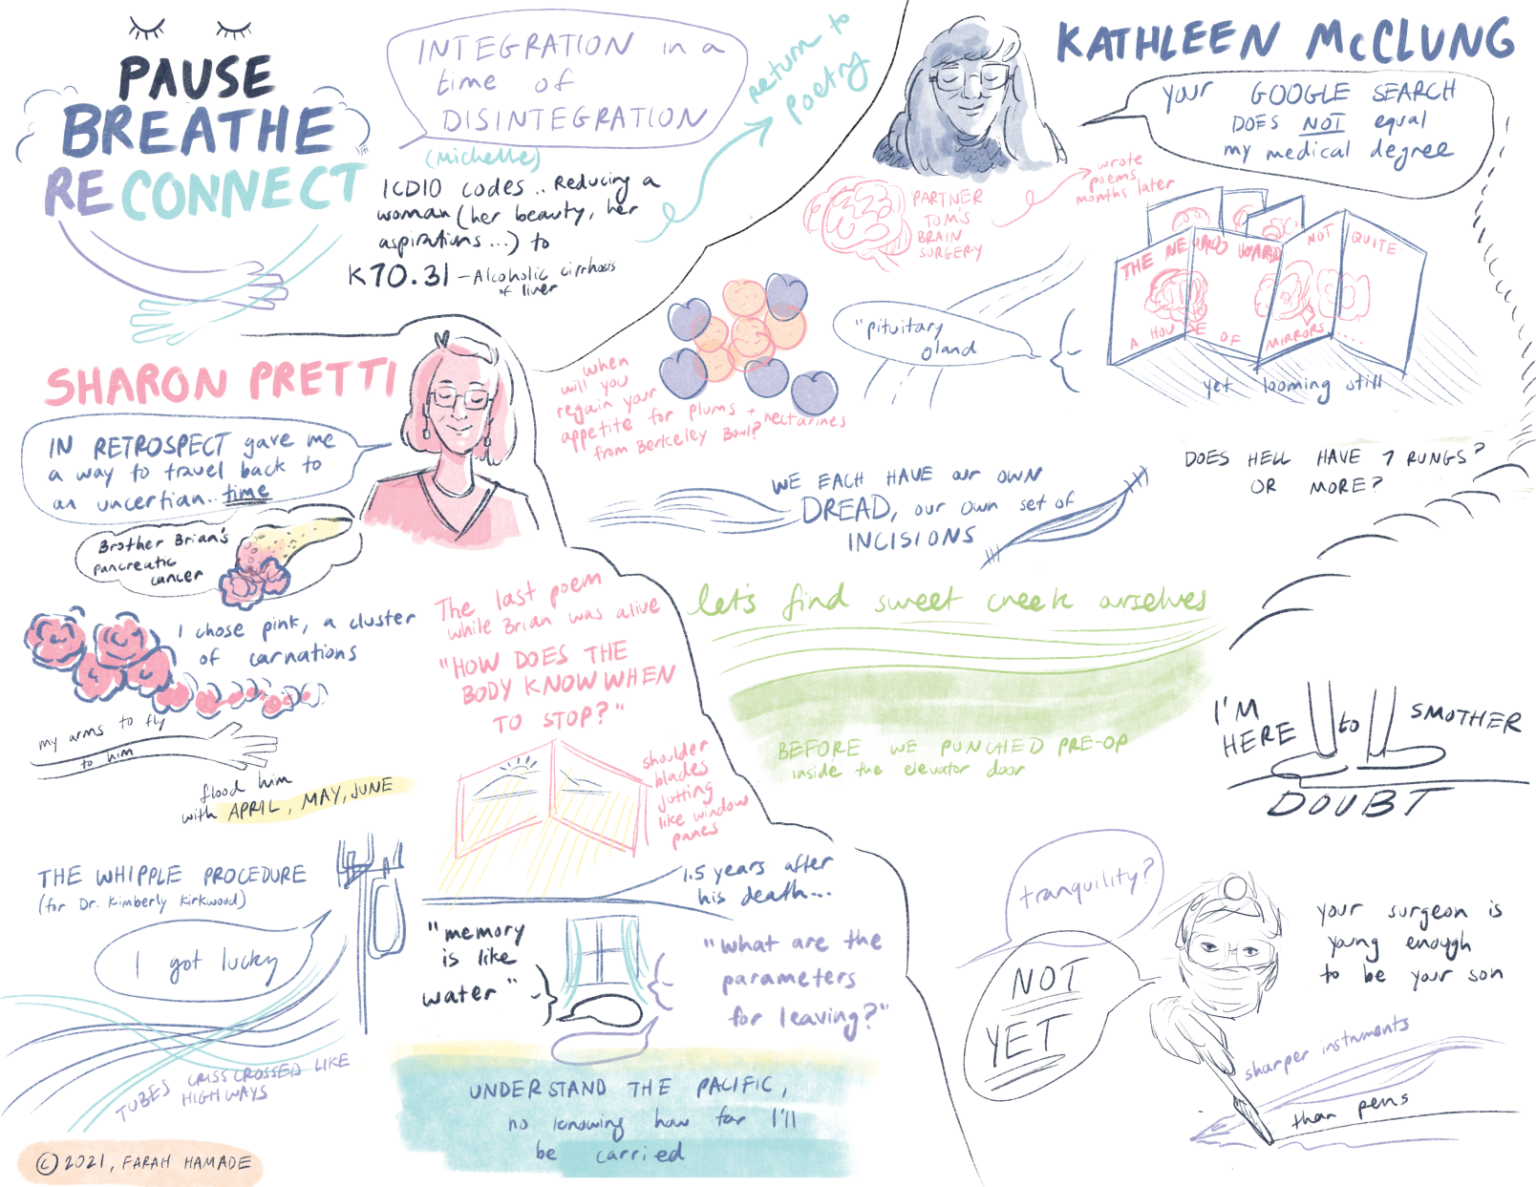 PAUSE
BREATHE
RECONNECT
INTEGRATION in a
time of
DISINTEGRATION
(Michelle)
ICD10 codes.. Reducing a
woman (her beauty, her
aspirations...) to
K70.31 - Alcoholic cirrhosis
of liver
return to
poetry
KATHLEEN McCLUNG
your GOOGLE SEARCH
DOES NOT equal
my medical degree
PARTNER
TOM'S
BRAIN
SURGERY
wrote
poems
months later
THE NEURO WARD
NOT QUITE
A HOUSE OF MIRRORS....
yet looming still
"pituitary
gland
when
will you
regain your
appetite for plums + nectarines
from Berkeley Bowl?
WE EACH HAVE our OWN
DREAD, our own set of
INCISIONS
DOES HELL HAVE 7 RUNGS?
OR MORE?
let's find sweet creek ourselves
BEFORE WE PUNCHED PRE-OP
inside the elevator door
I'M
HERE to SMOTHER
DOUBT
tranquility?
NOT
YET
your surgeon is
young enough
to be your son
sharper instruments
than pens
SHARON PRETTI
IN RETROSPECT gave me
a way to travel back to
an uncertian.. time
Brother Brian's
pancreatic
cancer
I chose pink, a cluster
of carnations
my arms to fly
to him
flood him
with APRIL, MAY, JUNE
THE WHIPPLE PROCEDURE
(for Dr. Kimberly Kirkwood)
I got lucky
TUBES CRISSCROSSED LIKE
HIGHWAYS
The last poem
while Brian was alive
"HOW DOES THE
BODY KNOW WHEN
TO STOP?"
shoulder
blades
jutting
like window
panes
1.5 years after
his death...
"memory
is like
water"
"What are the
parameters
for leaving?"
UNDERSTAND THE PACIFIC,
no knowing how far I'll
be carried
© 2021, FARAH HAMADE